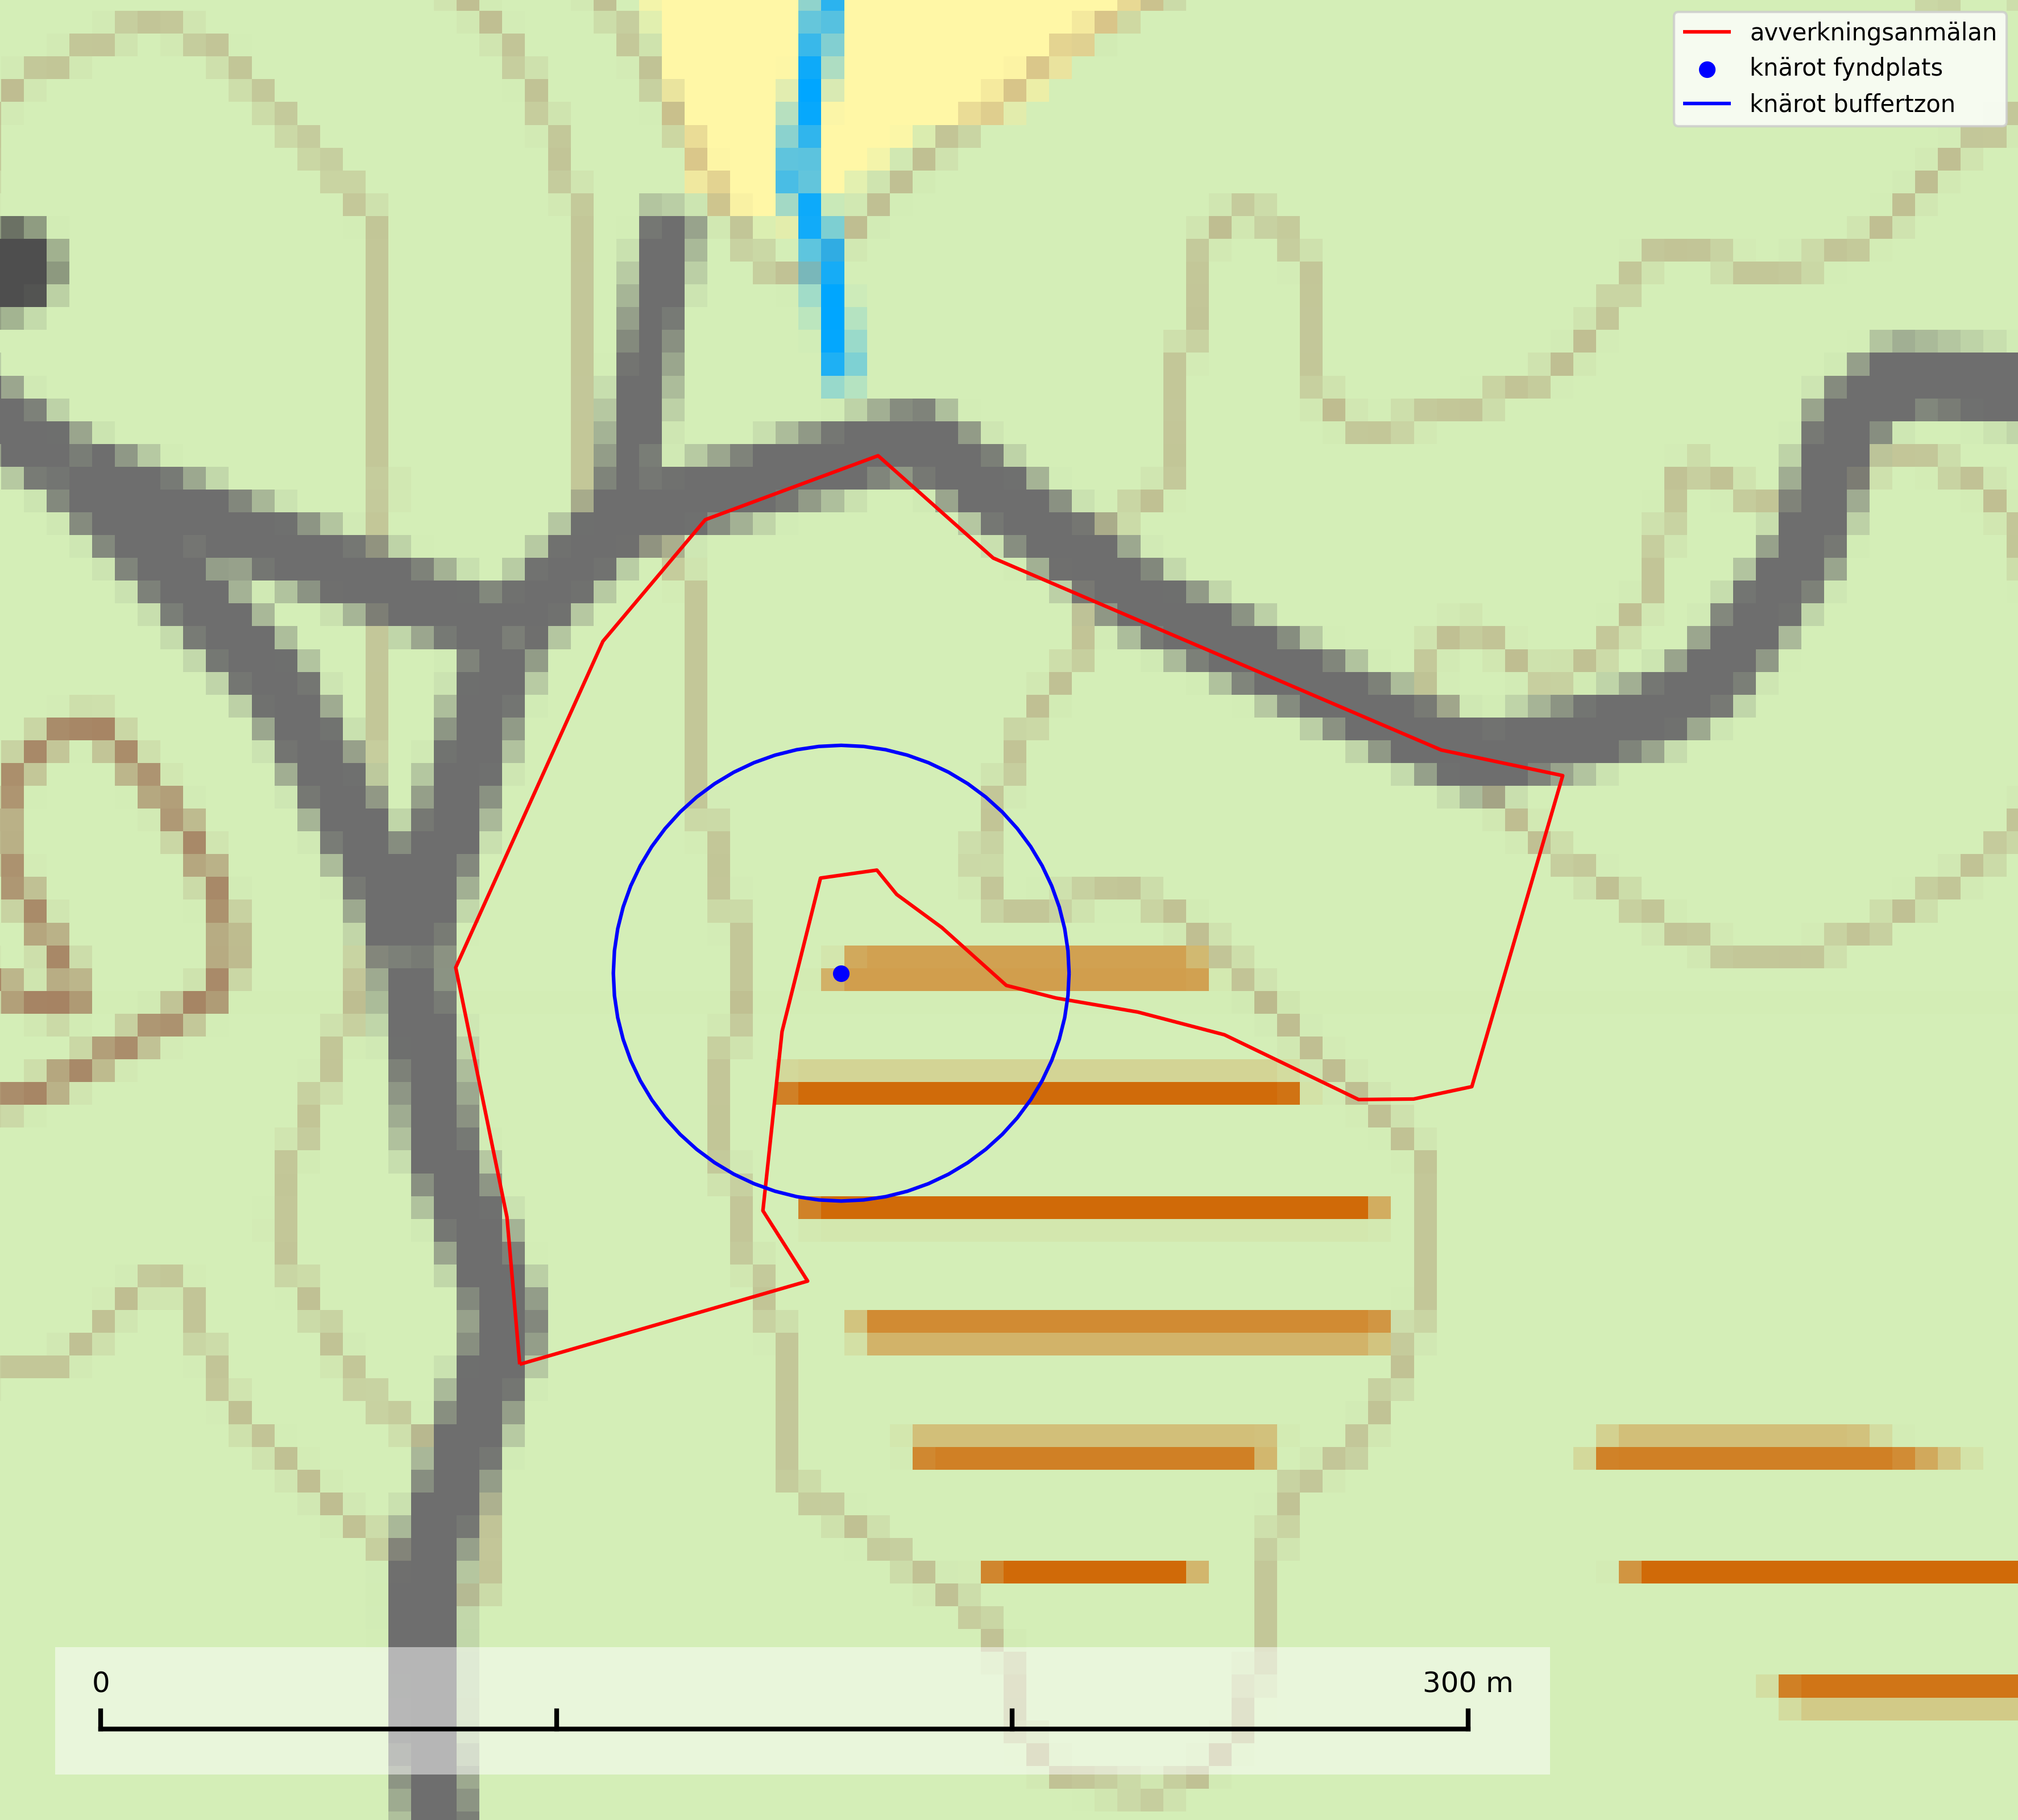 avverkningsanmälan
knärot fyndplats
knärot buffertzon
0 300 m